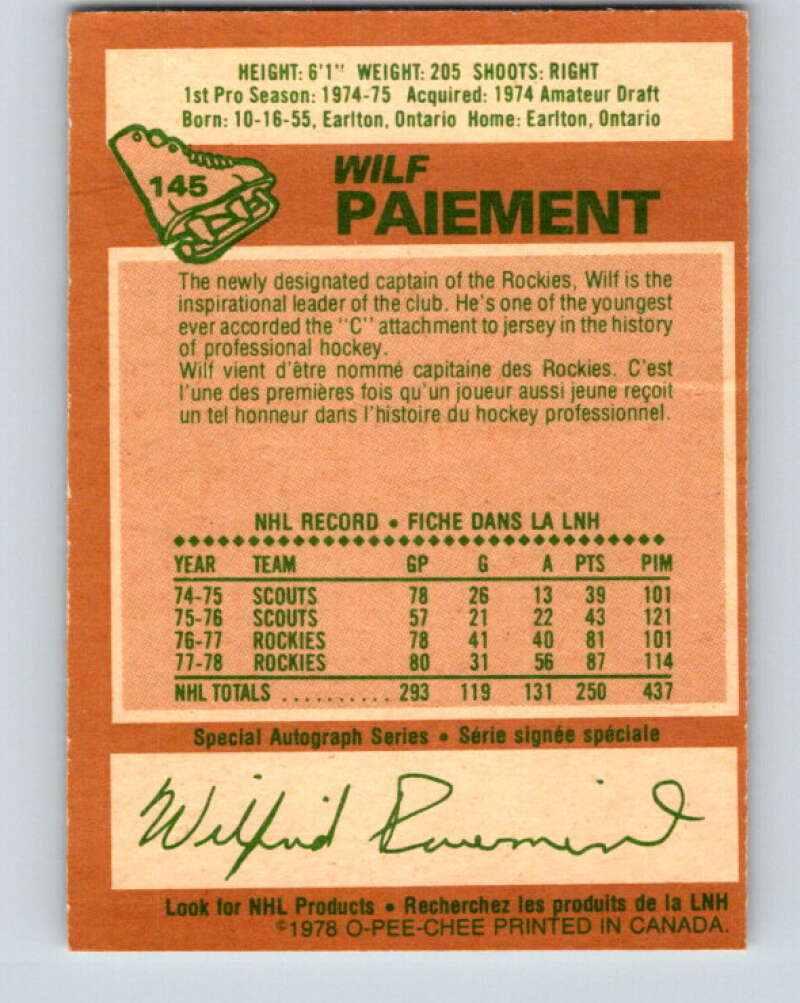 HEIGHT: 6'1" WEIGHT: 205 SHOOTS: RIGHT
1st Pro Season: 1974-75 Acquired: 1974 Amateur Draft
Born: 10-16-55, Earlton, Ontario Home: Earlton, Ontario
145
WILF
PAIEMENT
The newly designated captain of the Rockies, Wilf is the
inspirational leader of the club. He's one of the youngest
ever accorded the "C" attachment to jersey in the history
of professional hockey.
Wilf vient d'être nommé capitaine des Rockies. C'est
l'une des premières fois qu'un joueur aussi jeune reçoit
un tel honneur dans l'histoire du hockey professionnel.
NHL RECORD • FICHE DANS LA LNH
YEAR TEAM GP G A PTS PIM
74-75 SCOUTS 78 26 13 39 101
75-76 SCOUTS 57 21 22 43 121
76-77 ROCKIES 78 41 40 81 101
77-78 ROCKIES 80 31 56 87 114
NHL TOTALS .......... 293 119 131 250 437
Special Autograph Series • Série signée spéciale
Wilfrid Paiement
Look for NHL Products • Recherchez les produits de la LNH
©1978 O-PEE-CHEE PRINTED IN CANADA.